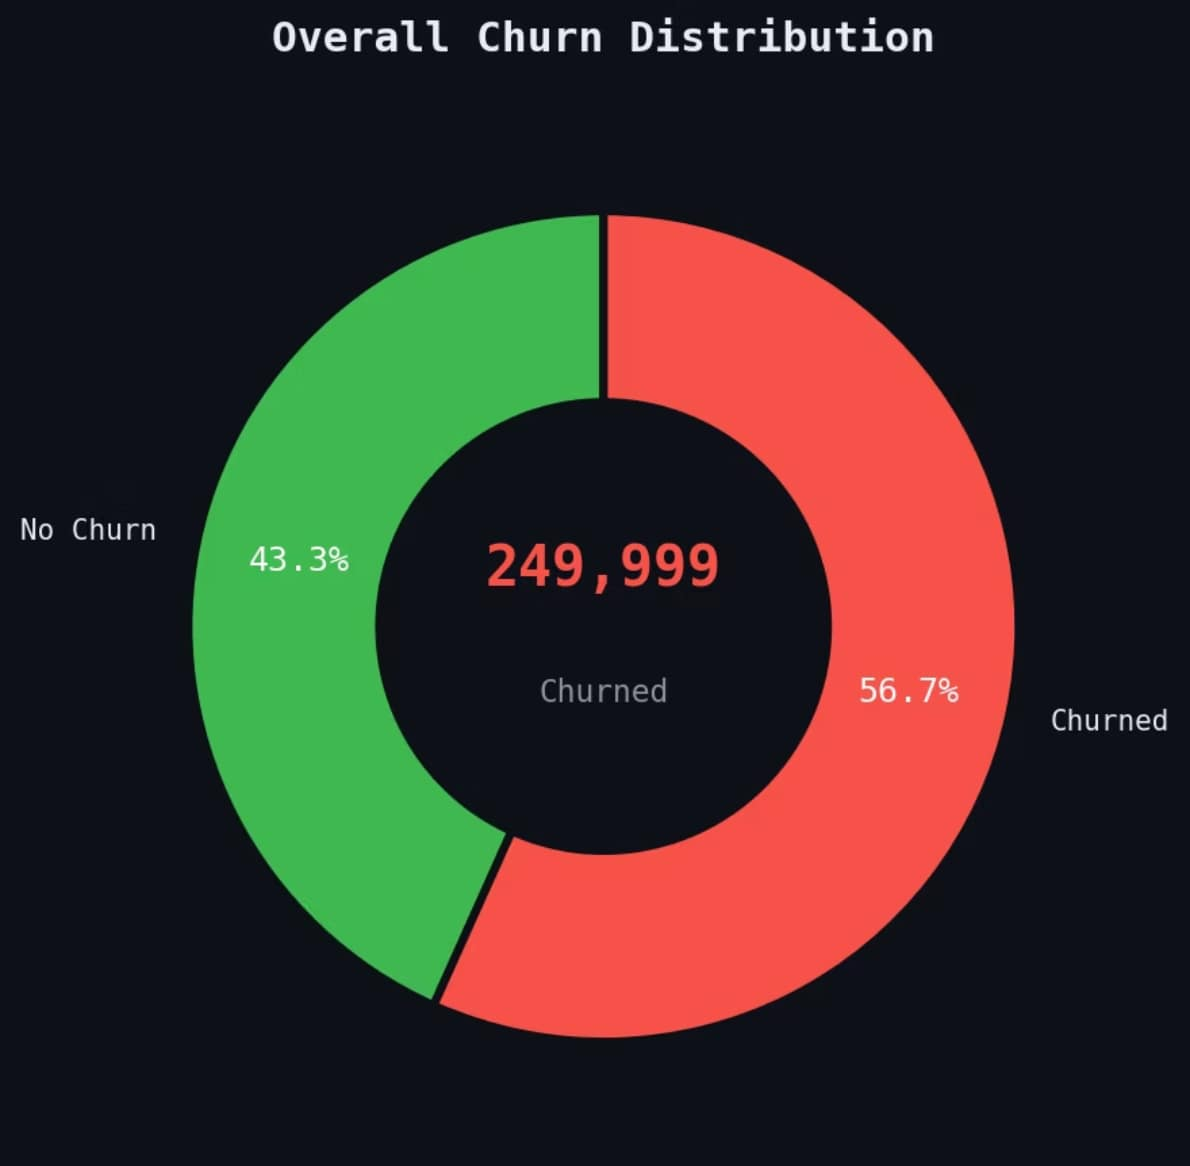 Overall Churn Distribution
No Churn
43.3%
249,999
Churned
56.7%
Churned